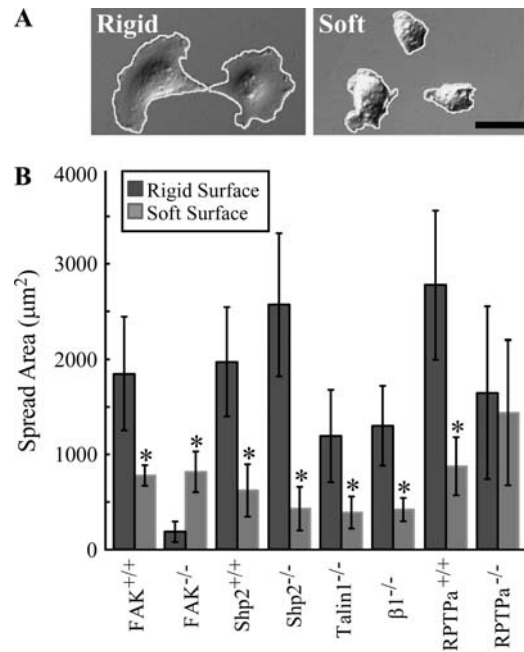 A
Rigid
Soft
B
4000
3000
2000
1000
0
Spread Area (μm²)
Rigid Surface
Soft Surface
*
*
*
*
*
*
*
FAK+/+
FAK-/-
Shp2+/+
Shp2-/-
Talin1-/-
β1-/-
RPTPa+/+
RPTPa-/-